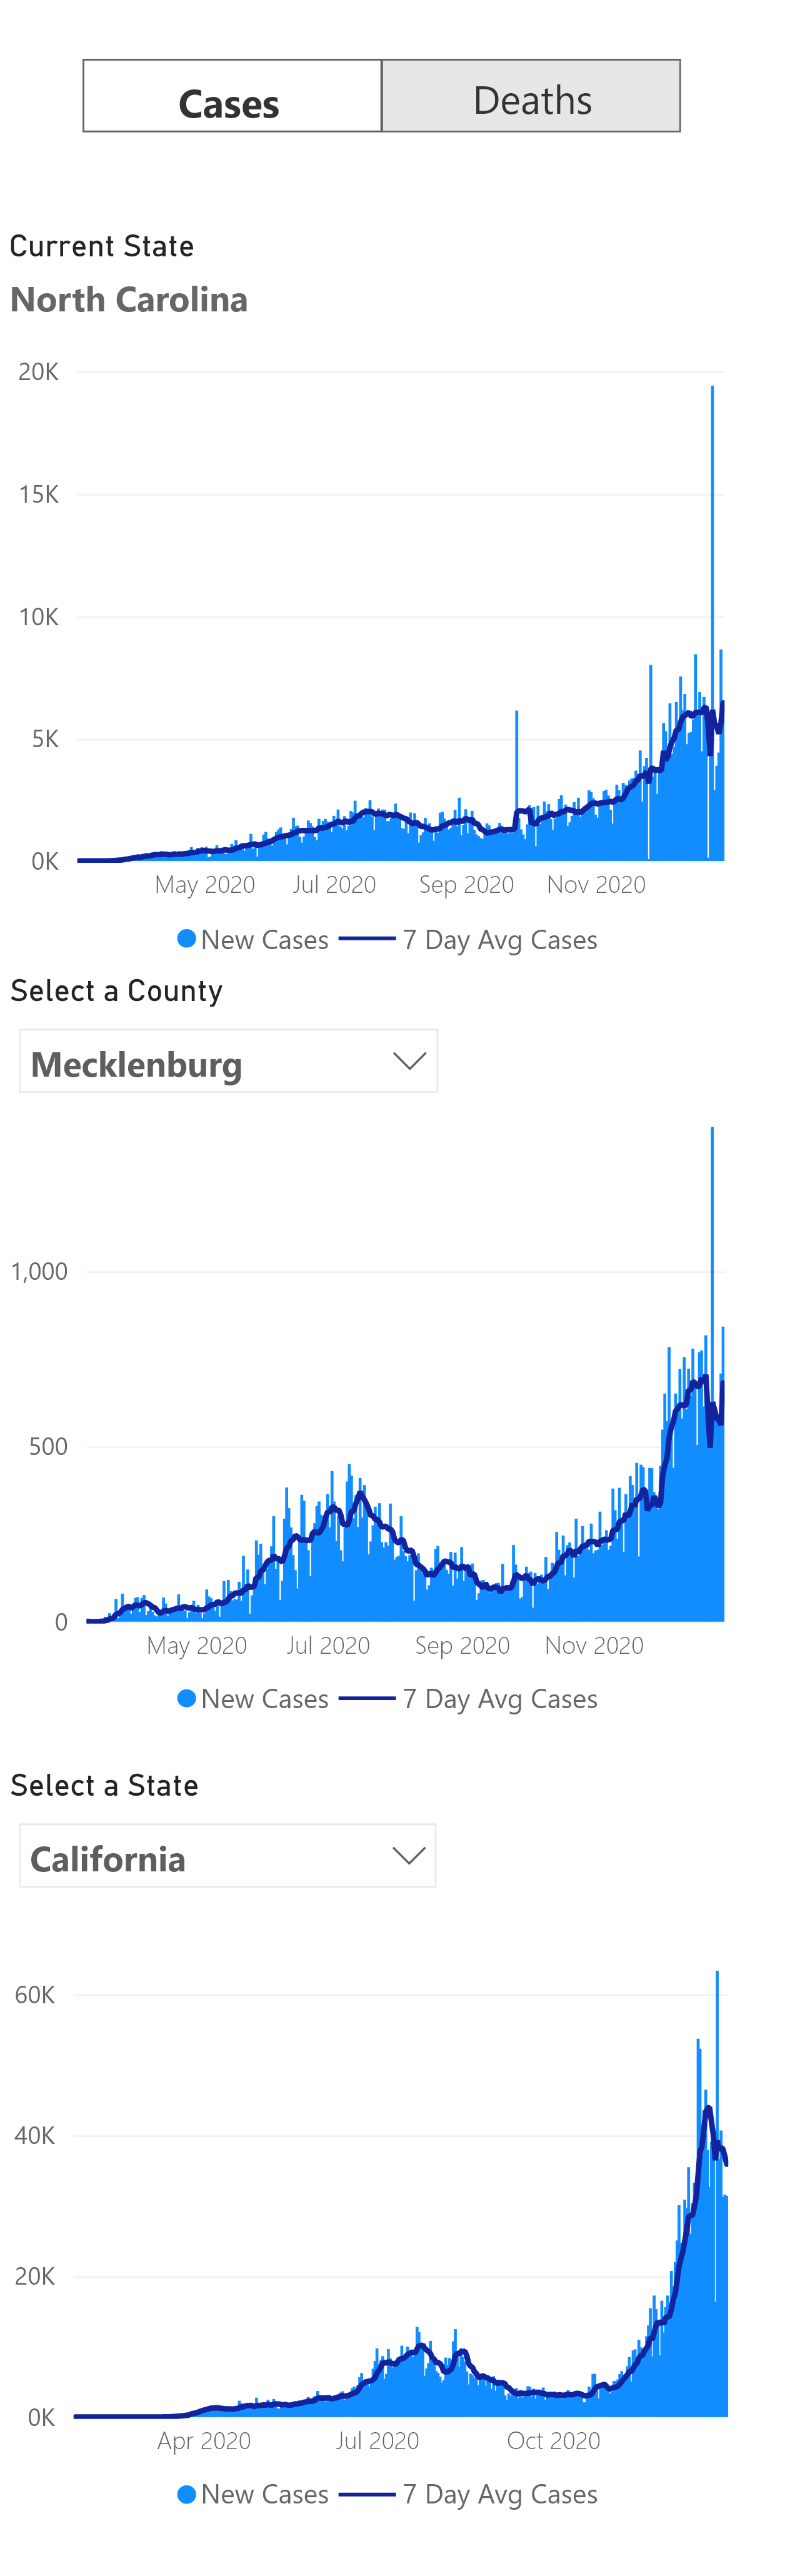 Cases Deaths
Current State
North Carolina
20K
15K
10K
5K
0K
May 2020 Jul 2020 Sep 2020 Nov 2020
New Cases 7 Day Avg Cases
Select a County
Mecklenburg
1,000
500
0
May 2020 Jul 2020 Sep 2020 Nov 2020
New Cases 7 Day Avg Cases
Select a State
California
60K
40K
20K
0K
Apr 2020 Jul 2020 Oct 2020
New Cases 7 Day Avg Cases